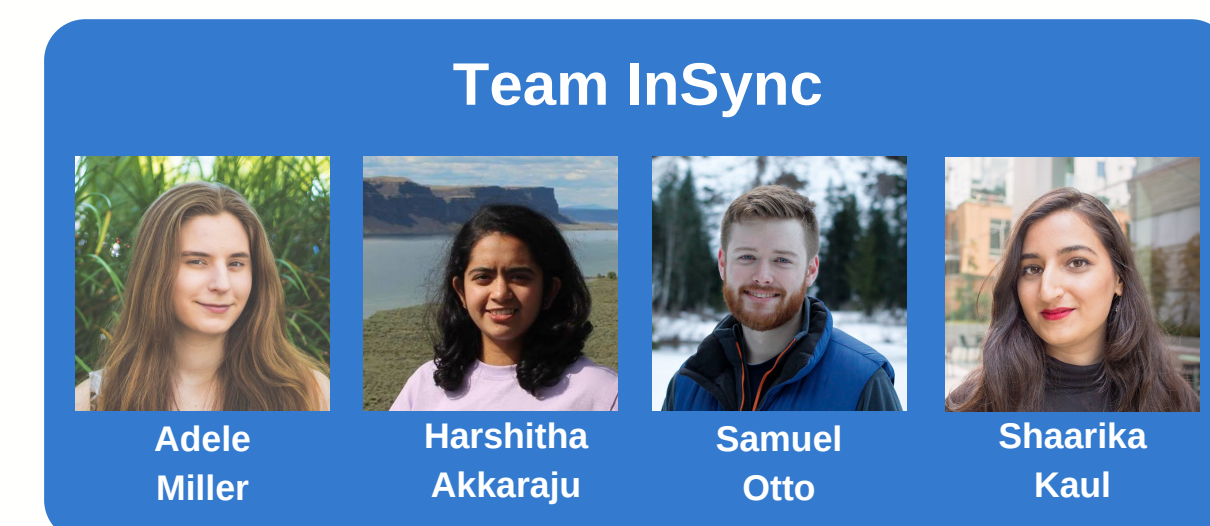 Team InSync
Adele
Miller
Harshitha
Akkaraju
Samuel
Otto
Shaarika
Kaul